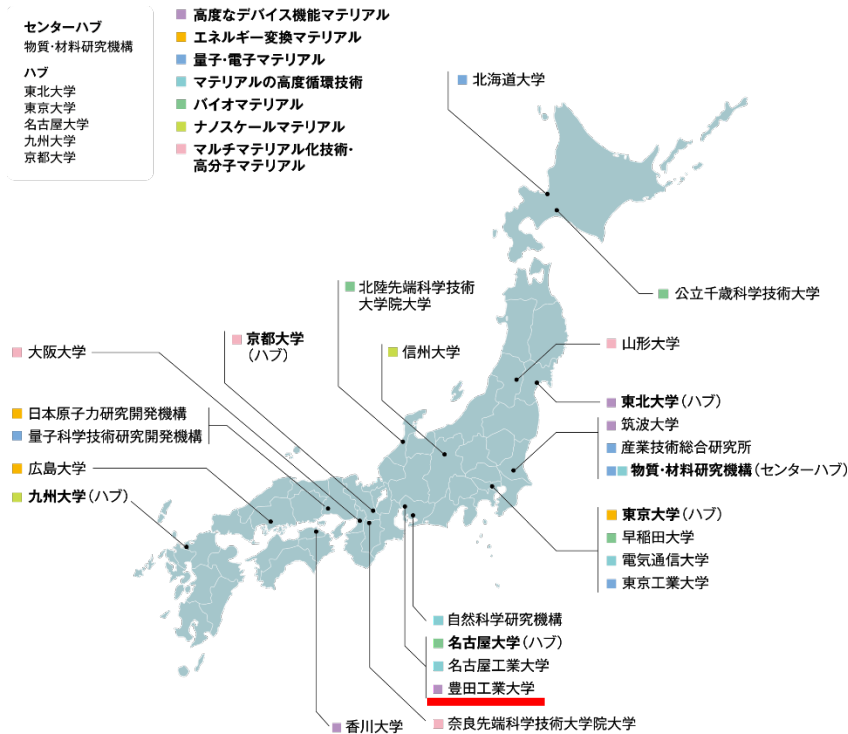 センターハブ
物質・材料研究機構
ハブ
東北大学
東京大学
名古屋大学
九州大学
京都大学
高度なデバイス機能マテリアル
エネルギー変換マテリアル
量子・電子マテリアル
マテリアルの高度循環技術
バイオマテリアル
ナノスケールマテリアル
マルチマテリアル化技術・
高分子マテリアル
北海道大学
公立千歳科学技術大学
北陸先端科学技術
大学院大学
京都大学
(ハブ)
信州大学
大阪大学
山形大学
東北大学(ハブ)
日本原子力研究開発機構
量子科学技術研究開発機構
筑波大学
産業技術総合研究所
物質・材料研究機構(センターハブ)
広島大学
九州大学(ハブ)
東京大学(ハブ)
早稲田大学
電気通信大学
東京工業大学
自然科学研究機構
名古屋大学(ハブ)
名古屋工業大学
豊田工業大学
香川大学
奈良先端科学技術大学院大学